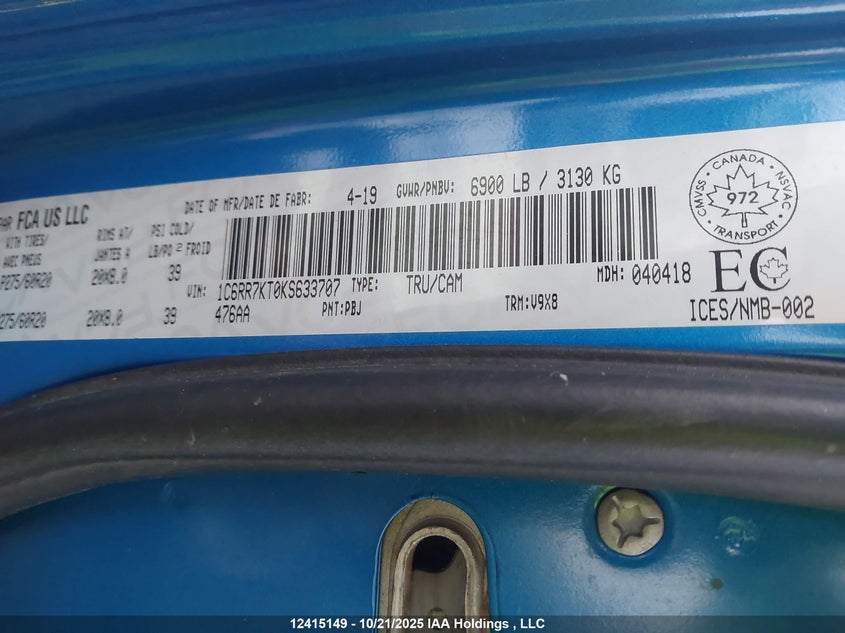 PAR FCA US LLC
DATE OF MFR/DATE DE FABR: 4-19 GVWR/PNBV: 6900 LB / 3130 KG
WITH TIRES/ RIMS AT/ PSI COLD/
AVEC PNEUS JANTES A LB/PO² FROID
P275/60R20 20X8.0 39
275/60R20 20X8.0 39
VIN: 1C6RR7KT0KS633707 TYPE: TRU/CAM MDH: 040418
476AA PNT:PBJ TRM:V9X8
CANADA
CMVSS 972 NSVAC
TRANSPORT
EC
ICES/NMB-002
12415149 - 10/21/2025 IAA Holdings , LLC